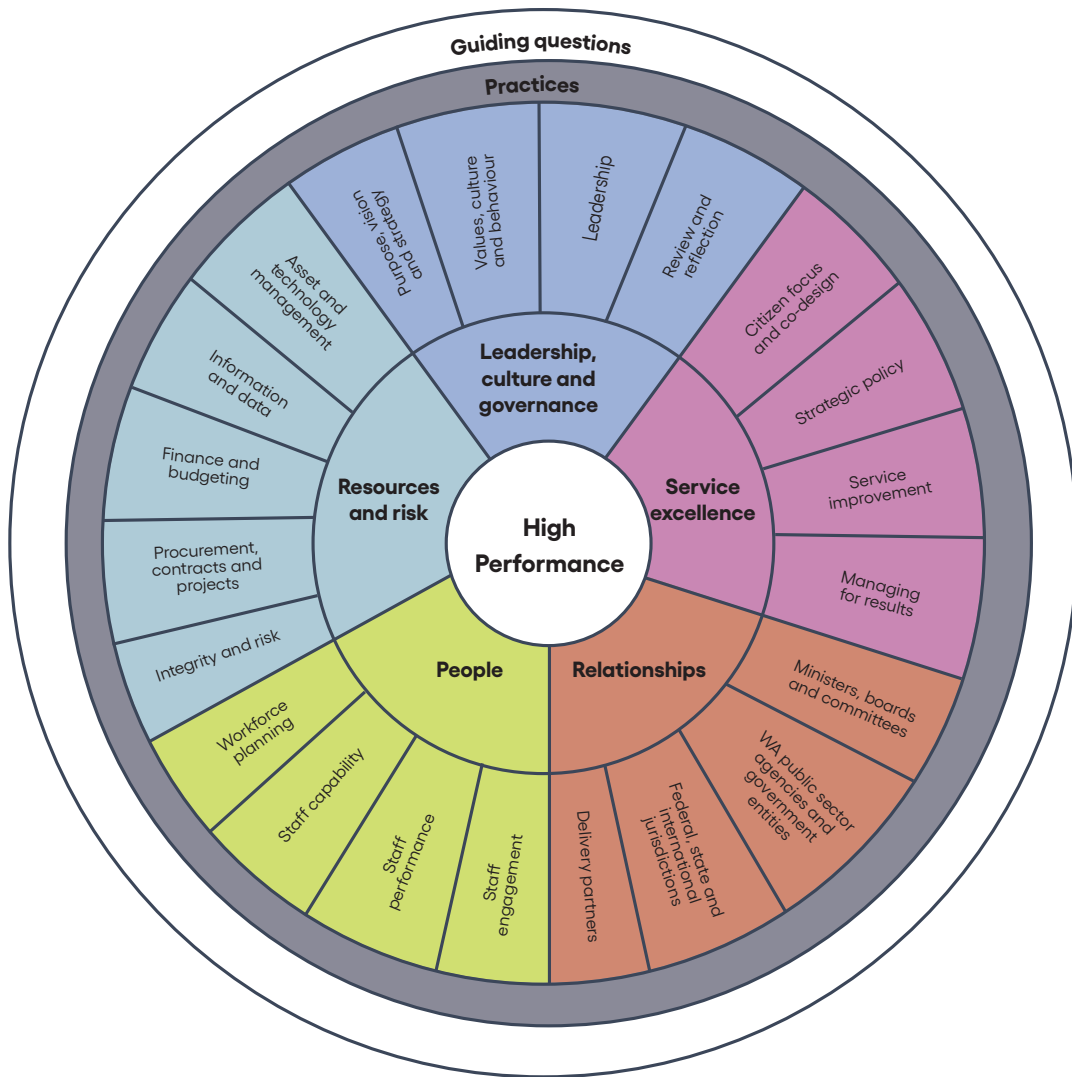 Guiding questions
Practices
Purpose, vision
and strategy
Values, culture
and behaviour
Leadership
Review and
reflection
Leadership,
culture and
governance
Citizen focus
and co-design
Strategic policy
Service
improvement
Managing
for results
Service
excellence
Ministers, boards
and committees
WA public sector
agencies and
government
entities
Federal, state and
international
jurisdictions
Delivery partners
Relationships
Staff
engagement
Staff
performance
Staff capability
Workforce
planning
People
Integrity and risk
Procurement,
contracts and
projects
Finance and
budgeting
Information
and data
Asset and
technology
management
Resources
and risk
High
Performance